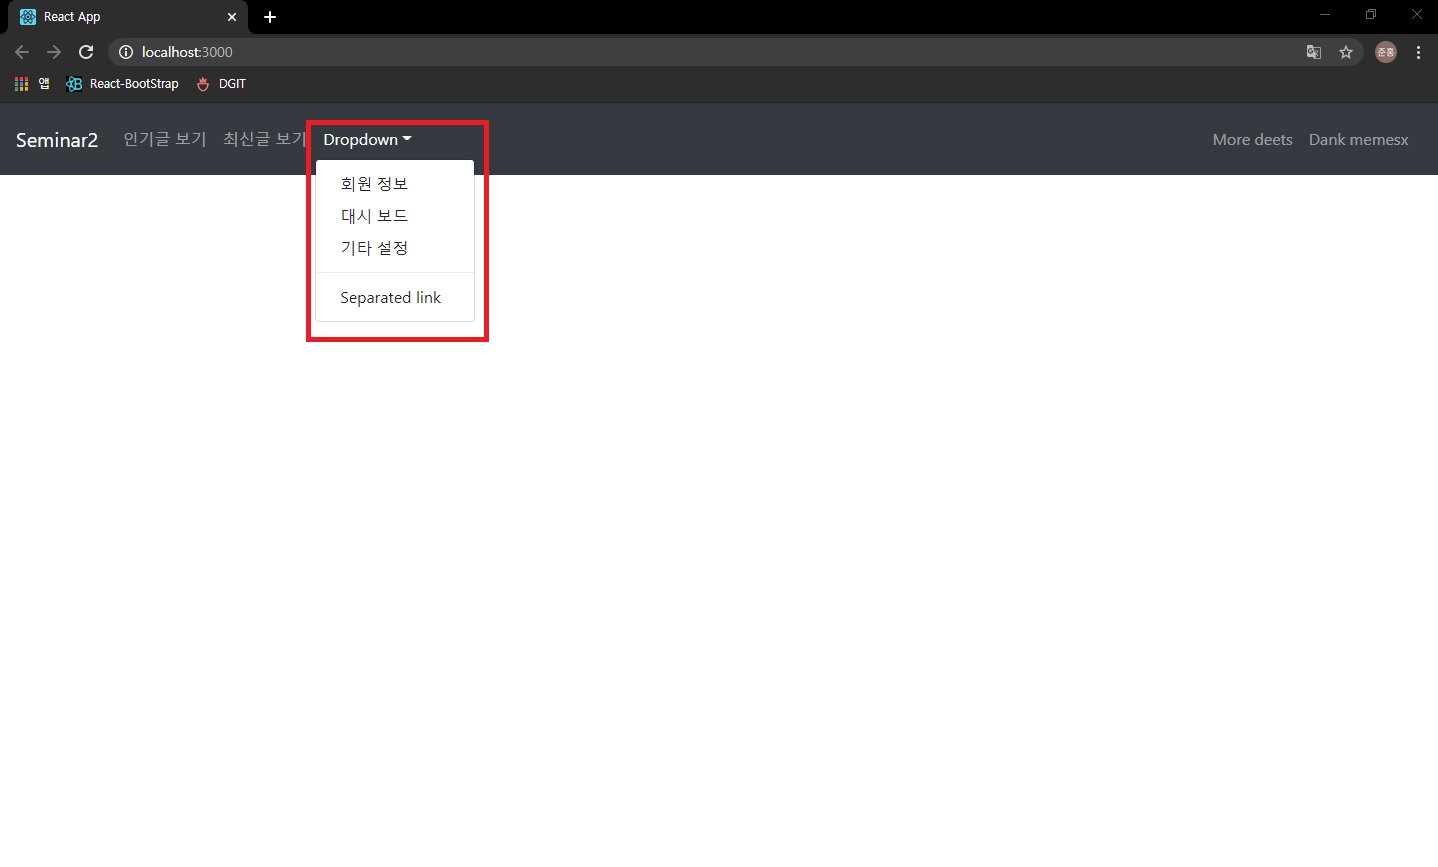 React App
localhost:3000
준홍
앱 React-BootStrap DGIT
Seminar2 인기글 보기 최신글 보기 Dropdown More deets Dank memesx
회원 정보
대시 보드
기타 설정
Separated link